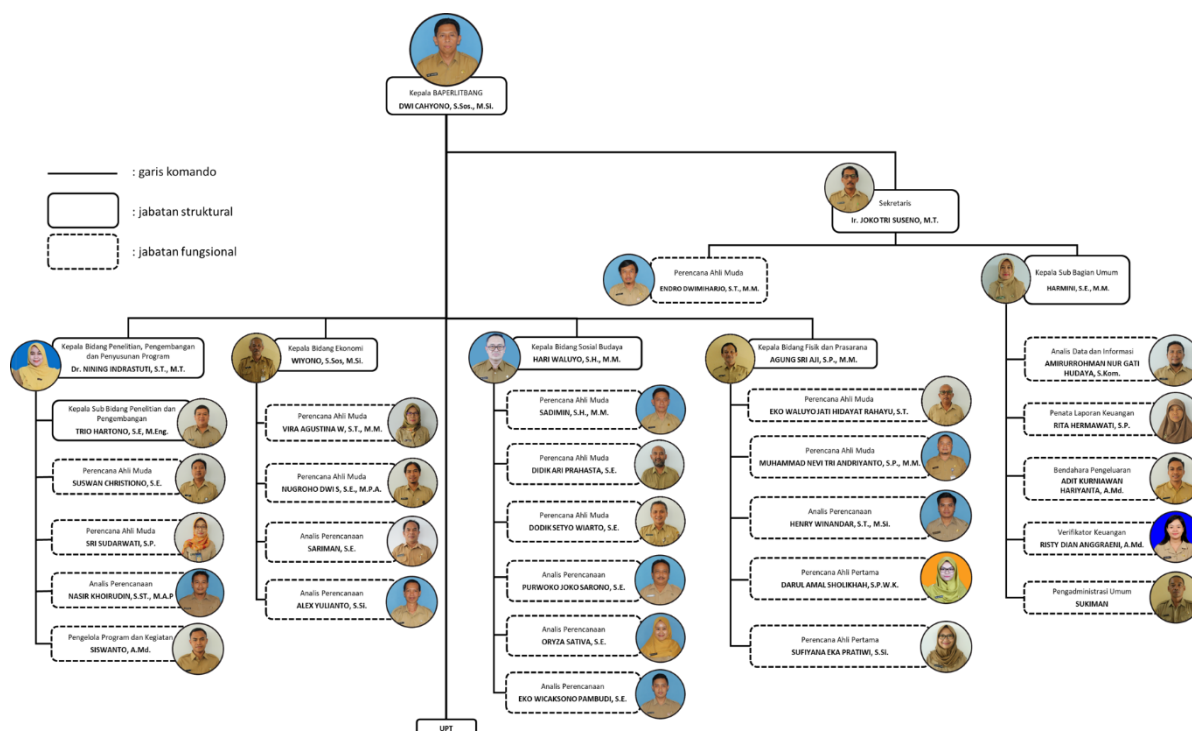 Kepala BAPERLITBANG
DWI CAHYONO, S.Sos., M.Si.
: garis komando
: jabatan struktural
: jabatan fungsional
Sekretaris
Ir. JOKO TRI SUSENO, M.T.
Perencana Ahli Muda
ENDRO DWIMIHARJO, S.T., M.M.
Kepala Sub Bagian Umum
HARMINI, S.E., M.M.
Kepala Bidang Penelitian, Pengembangan
dan Penyusunan Program
Dr. NINING INDRASTUTI, S.T., M.T.
Kepala Sub Bidang Penelitian dan
Pengembangan
TRIO HARTONO, S.E, M.Eng.
Perencana Ahli Muda
SUSWAN CHRISTIONO, S.E.
Perencana Ahli Muda
SRI SUDARWATI, S.P.
Analis Perencanaan
NASIR KHOIRUDIN, S.ST., M.A.P
Pengelola Program dan Kegiatan
SISWANTO, A.Md.
Kepala Bidang Ekonomi
WIYONO, S.Sos, M.Si.
Perencana Ahli Muda
VIRA AGUSTINA W, S.T., M.M.
Perencana Ahli Muda
NUGROHO DWI S, S.E., M.P.A.
Analis Perencanaan
SARIMAN, S.E.
Analis Perencanaan
ALEX YULIANTO, S.Si.
Kepala Bidang Sosial Budaya
HARI WALUYO, S.H., M.M.
Perencana Ahli Muda
SADIMIN, S.H., M.M.
Perencana Ahli Muda
DIDIK ARI PRAHASTA, S.E.
Perencana Ahli Muda
DODIK SETYO WIARTO, S.E.
Analis Perencanaan
PURWOKO JOKO SARONO, S.E.
Analis Perencanaan
ORYZA SATIVA, S.E.
Analis Perencanaan
EKO WICAKSONO PAMBUDI, S.E.
Kepala Bidang Fisik dan Prasarana
AGUNG SRI AJI, S.P., M.M.
Perencana Ahli Muda
EKO WALUYOJATI HIDAYAT RAHAYU, S.T.
Perencana Ahli Muda
MUHAMMAD NEVI TRI ANDRIYANTO, S.P., M.M.
Analis Perencanaan
HENRY WINANDAR, S.T., M.Si.
Perencana Ahli Pertama
DARUL AMAL SHOLIKHAH, S.P.W.K.
Perencana Ahli Pertama
SUFIYANA EKA PRATIWI, S.Si.
Analis Data dan Informasi
AMIRURROHMAN NUR GATI
HUDAYA, S.Kom.
Penata Laporan Keuangan
RITA HERMAWATI, S.P.
Bendahara Pengeluaran
ADIT KURNIAWAN
HARIYANTA, A.Md.
Verifikator Keuangan
RISTY DIAN ANGGRAENI, A.Md.
Pengadministrasi Umum
SUKIMAN
UPT